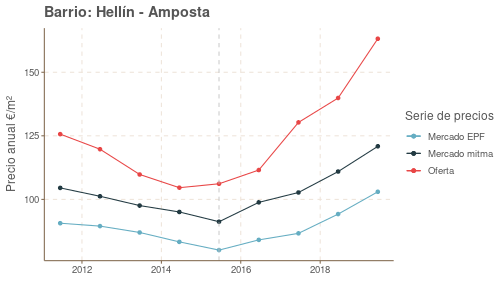 Barrio: Hellín - Amposta
Precio anual €/m²
150
125
100
2012
2014
2016
2018
Serie de precios
Mercado EPF
Mercado mitma
Oferta